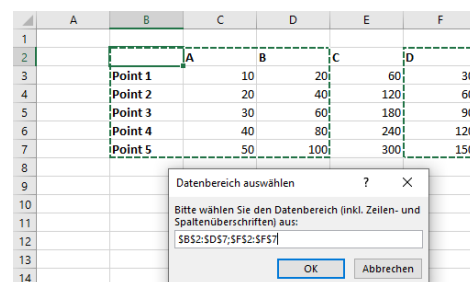 A B C D E F
1
2 A B C D
3 Point 1 10 20 60 30
4 Point 2 20 40 120 60
5 Point 3 30 60 180 90
6 Point 4 40 80 240 120
7 Point 5 50 100 300 150
8
9 Datenbereich auswählen ? ×
10
Bitte wählen Sie den Datenbereich (inkl. Zeilen- und
11 Spaltenüberschriften) aus:
12 $B$2:$D$7;$F$2:$F$7
13 OK Abbrechen
14